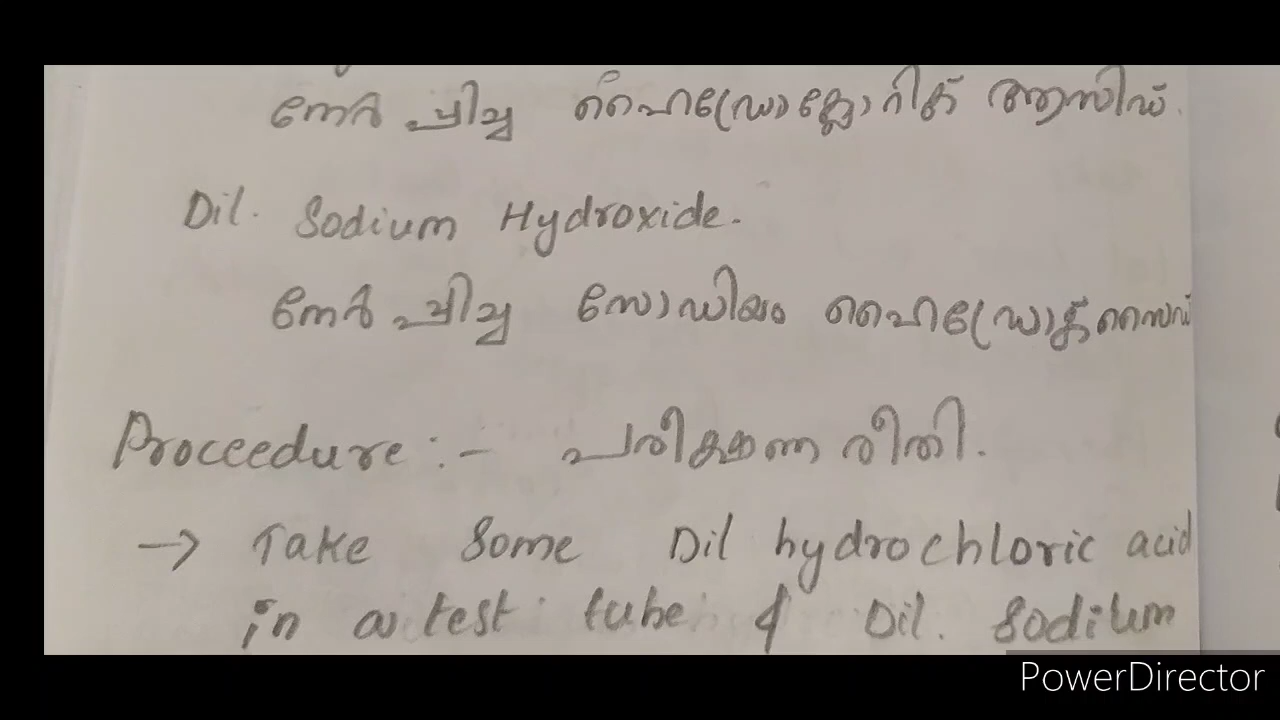 നേർപ്പിച്ച ഹൈഡ്രോക്ലോറിക് ആസിഡ്.
Dil. Sodium Hydroxide.
നേർപ്പിച്ച സോഡിയം ഹൈഡ്രോക്സൈഡ്
Proceedure :- പരീക്ഷണ രീതി.
→ Take Some Dil hydrochloric acid
in a test tube & Dil. Sodium
PowerDirector